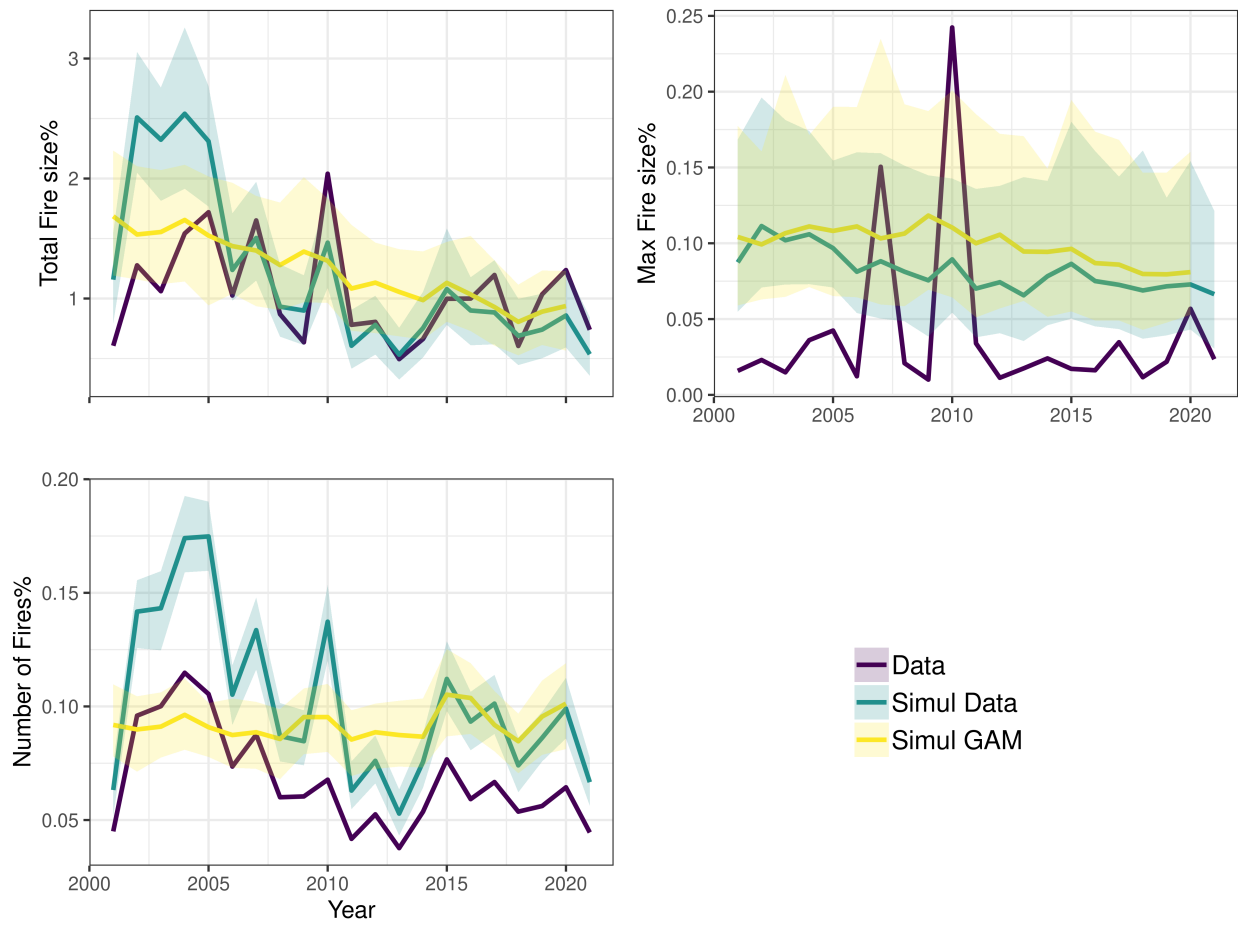 Total Fire size%
3
2
1
Max Fire size%
0.25
0.20
0.15
0.10
0.05
0.00
2000 2005 2010 2015 2020
Number of Fires%
0.20
0.15
0.10
0.05
2000 2005 2010 2015 2020
Year
Data
Simul Data
Simul GAM